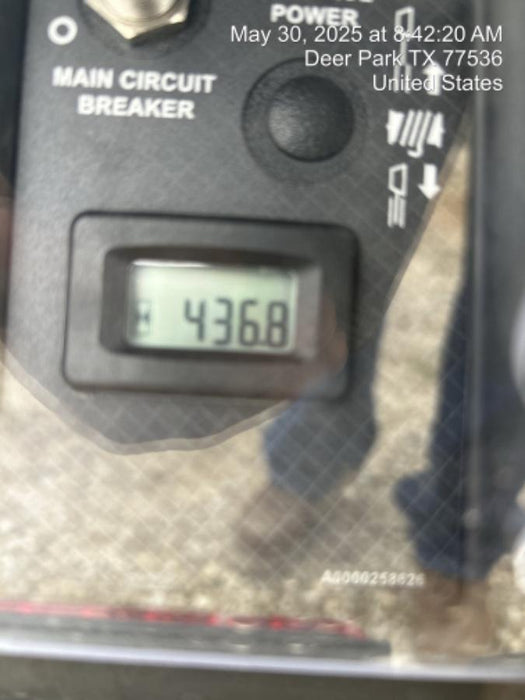 POWER
May 30, 2025 at 8:42:20 AM
Deer Park TX 77536
United States
MAIN CIRCUIT
BREAKER
436.8